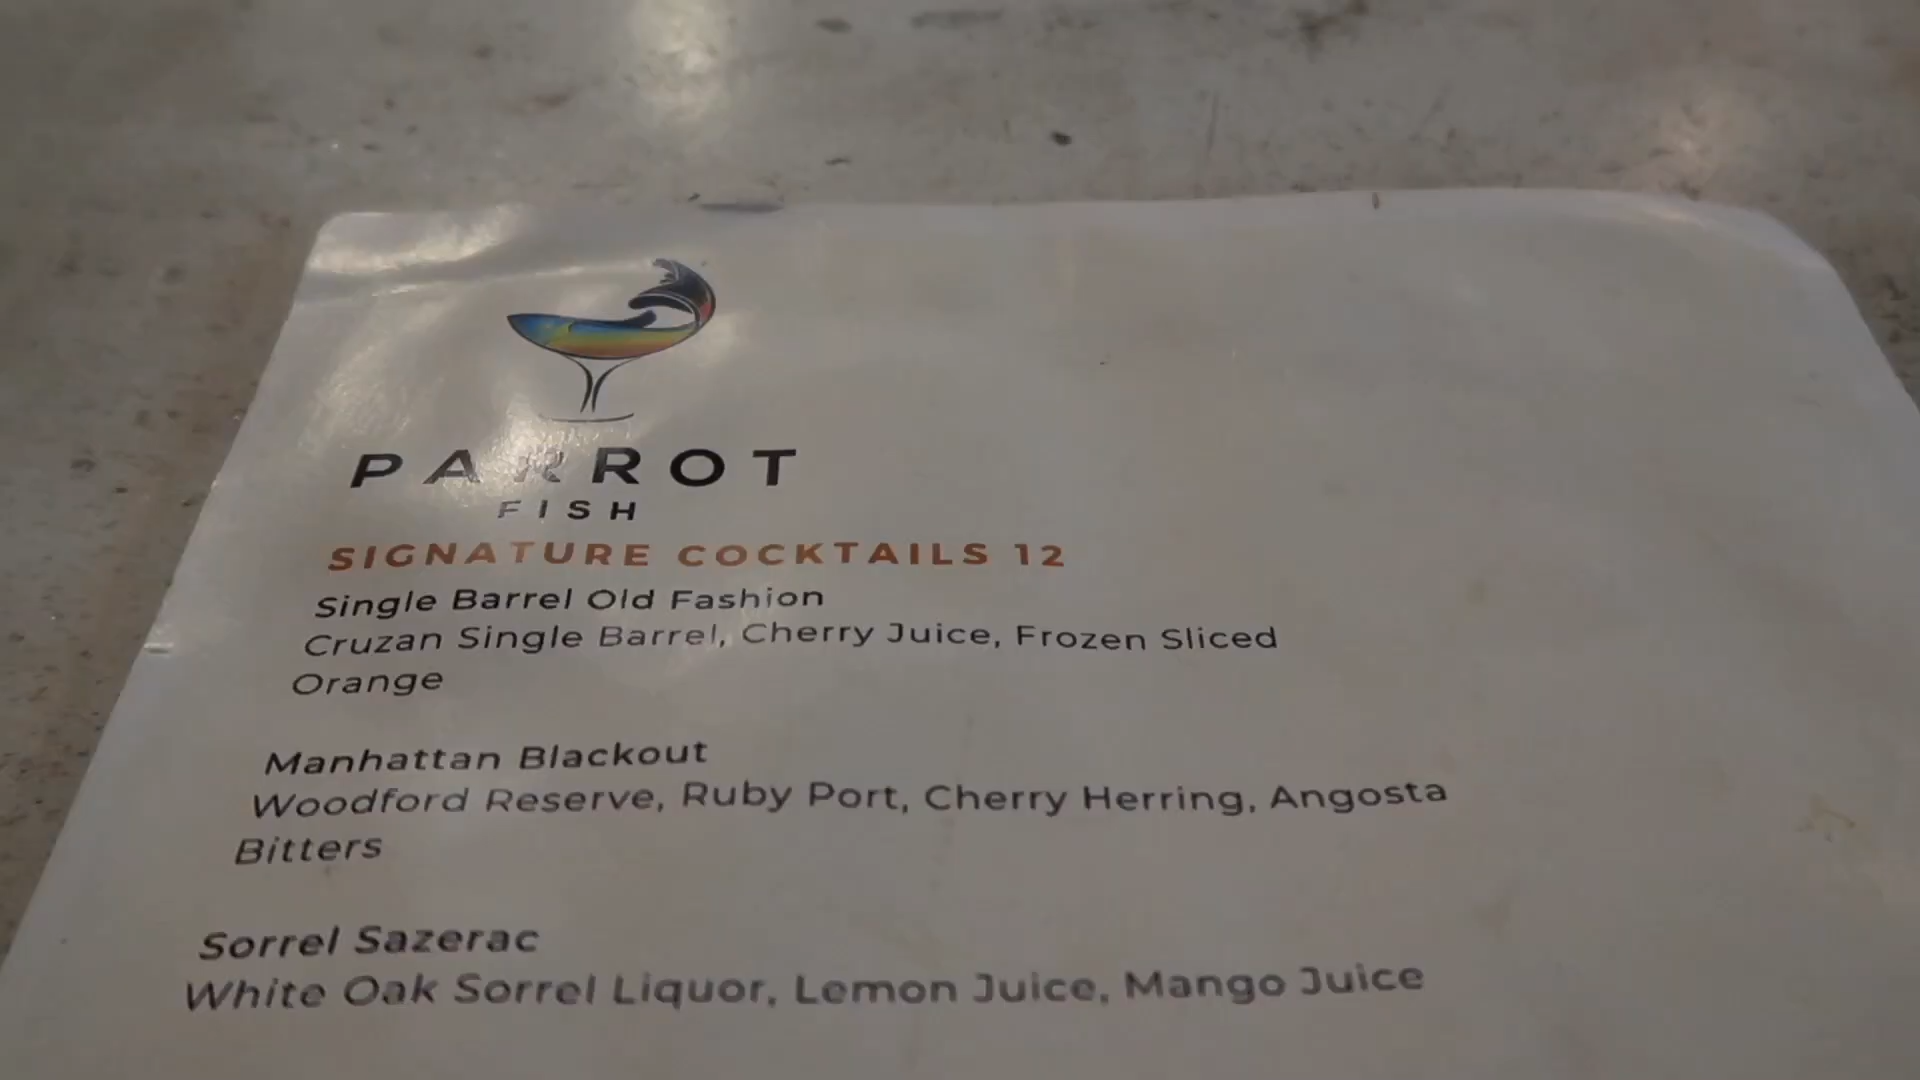 PARROT
FISH
SIGNATURE COCKTAILS 12
Single Barrel Old Fashion
Cruzan Single Barrel, Cherry Juice, Frozen Sliced
Orange
Manhattan Blackout
Woodford Reserve, Ruby Port, Cherry Herring, Angosta
Bitters
Sorrel Sazerac
White Oak Sorrel Liquor, Lemon Juice, Mango Juice